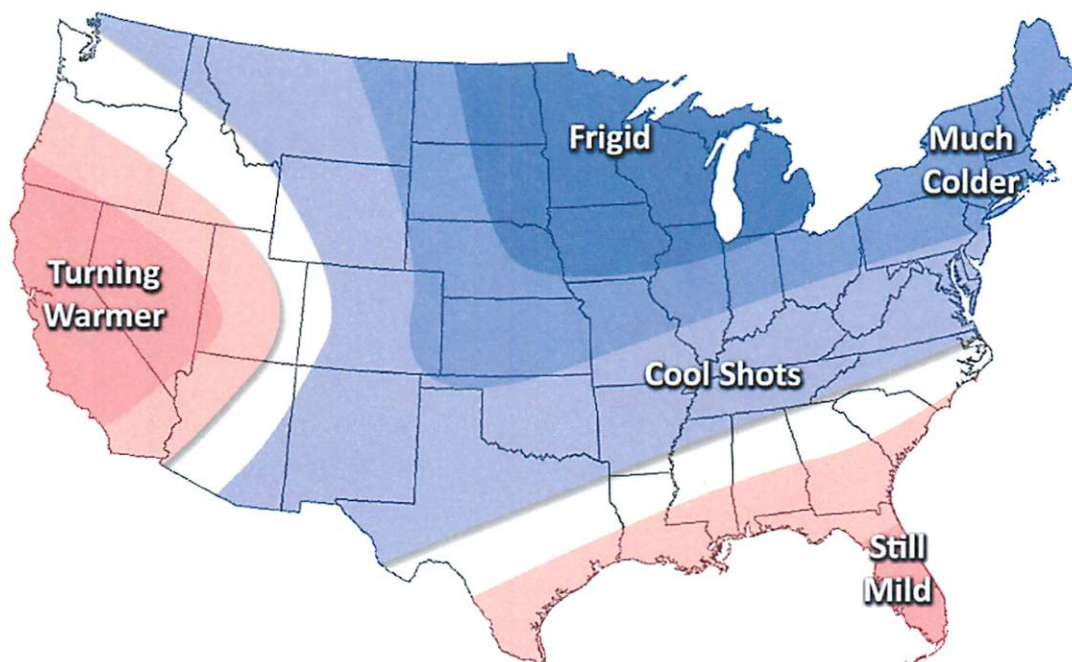 Frigid
Much
Colder
Turning
Warmer
Cool Shots
Still
Mild